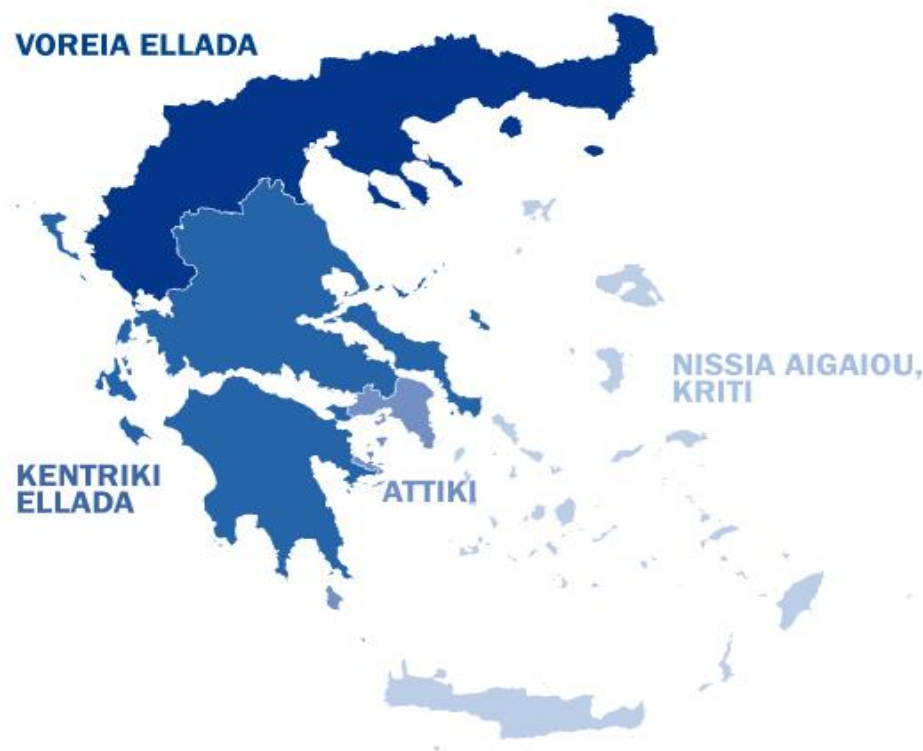 VOREIA ELLADA
NISSIA AIGAIOU,
KRITI
KENTRIKI
ELLADA
ATTIKI